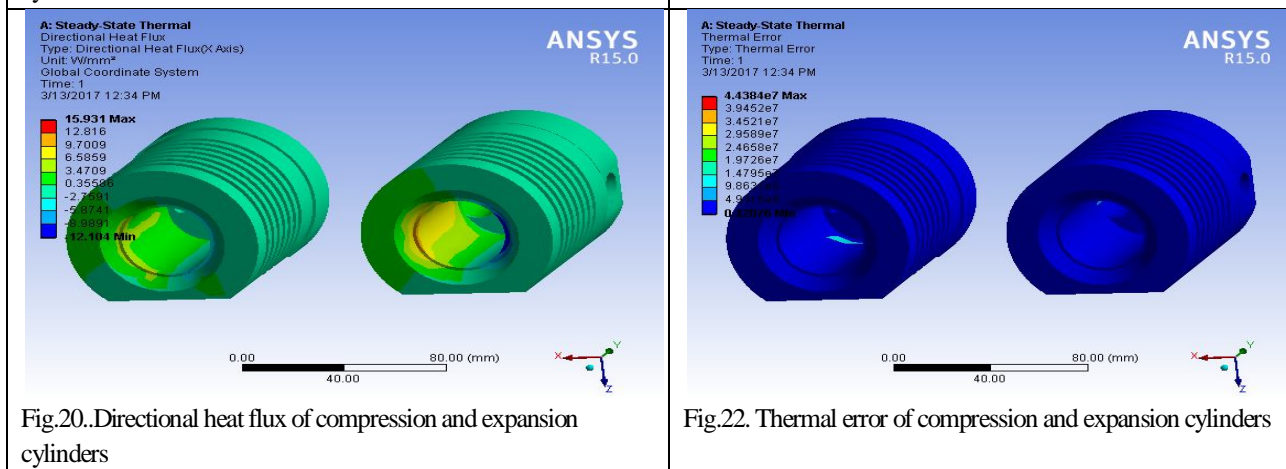 A: Steady-State Thermal
Directional Heat Flux
Type: Directional Heat Flux(X Axis)
Unit: W/mm²
Global Coordinate System
Time: 1
3/13/2017 12:34 PM
ANSYS
R15.0
15.931 Max
12.816
9.7009
6.5859
3.4709
0.35586
-2.7591
-5.8741
-8.9891
-12.104 Min
0.00
80.00 (mm)
40.00
X
Y
Z
Fig.20..Directional heat flux of compression and expansion
cylinders
A: Steady-State Thermal
Thermal Error
Type: Thermal Error
Time: 1
3/13/2017 12:34 PM
ANSYS
R15.0
4.4384e7 Max
3.9452e7
3.4521e7
2.9589e7
2.4658e7
1.9726e7
1.4795e7
Min
0.00
80.00 (mm)
40.00
X
Y
Z
Fig.22. Thermal error of compression and expansion cylinders